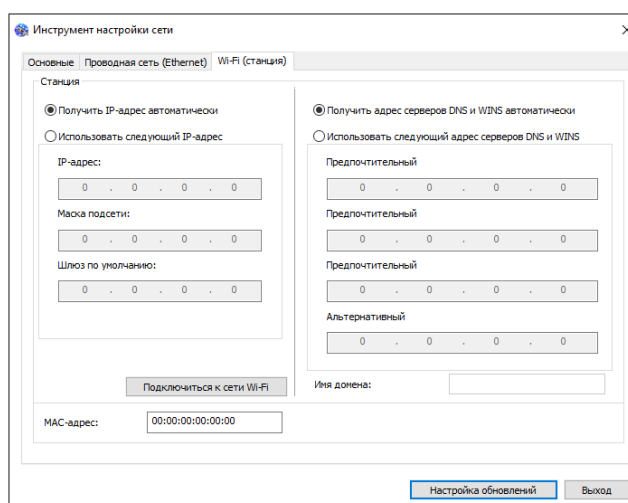 Инструмент настройки сети
Основные Проводная сеть (Ethernet) Wi-Fi (станция)
Станция
Получить IP-адрес автоматически
Использовать следующий IP-адрес
IP-адрес:
0 . 0 . 0 . 0
Маска подсети:
0 . 0 . 0 . 0
Шлюз по умолчанию:
0 . 0 . 0 . 0
Подключиться к сети Wi-Fi
Получить адрес серверов DNS и WINS автоматически
Использовать следующий адрес серверов DNS и WINS
Предпочтительный
0 . 0 . 0 . 0
Предпочтительный
0 . 0 . 0 . 0
Предпочтительный
0 . 0 . 0 . 0
Альтернативный
0 . 0 . 0 . 0
Имя домена:
MAC-адрес: 00:00:00:00:00:00
Настройка обновлений Выход